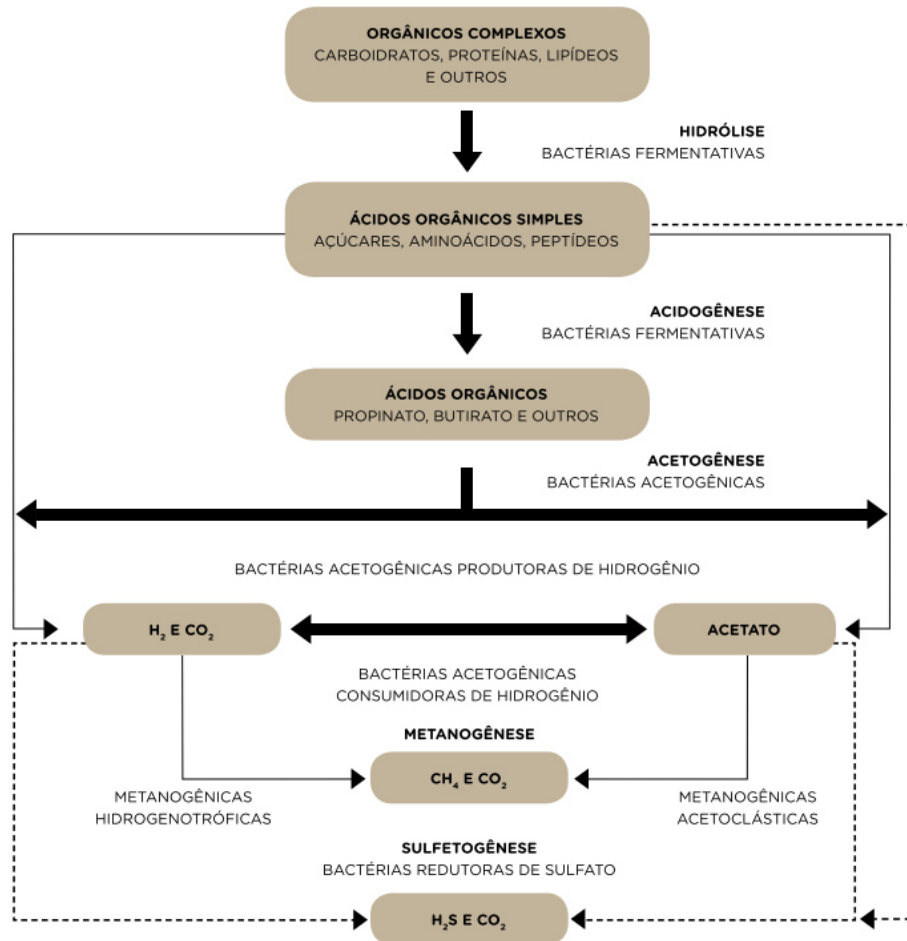 ORGÂNICOS COMPLEXOS
CARBOIDRATOS, PROTEÍNAS, LIPÍDEOS
E OUTROS
HIDRÓLISE
BACTÉRIAS FERMENTATIVAS
ÁCIDOS ORGÂNICOS SIMPLES
AÇÚCARES, AMINOÁCIDOS, PEPTÍDEOS
ACIDOGÊNESE
BACTÉRIAS FERMENTATIVAS
ÁCIDOS ORGÂNICOS
PROPINATO, BUTIRATO E OUTROS
ACETOGÊNESE
BACTÉRIAS ACETOGÊNICAS
BACTÉRIAS ACETOGÊNICAS PRODUTORAS DE HIDROGÊNIO
H₂ E CO₂
ACETATO
BACTÉRIAS ACETOGÊNICAS
CONSUMIDORAS DE HIDROGÊNIO
METANOGÊNESE
CH₄ E CO₂
METANOGÊNICAS
HIDROGENOTRÓFICAS
METANOGÊNICAS
ACETOCLÁSTICAS
SULFETOGÊNESE
BACTÉRIAS REDUTORAS DE SULFATO
H₂S E CO₂